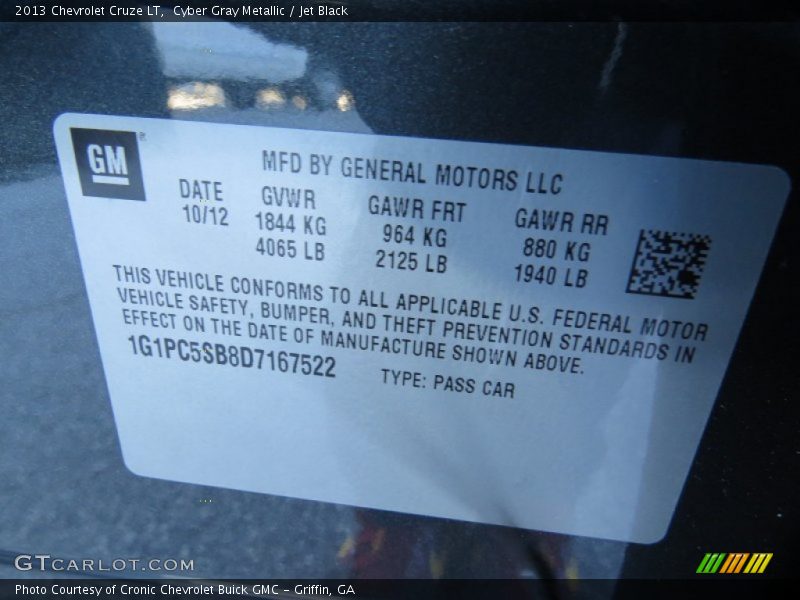 2013 Chevrolet Cruze LT, Cyber Gray Metallic / Jet Black
GM
MFD BY GENERAL MOTORS LLC
DATE GVWR GAWR FRT GAWR RR
10/12 1844 KG 964 KG 880 KG
4065 LB 2125 LB 1940 LB
THIS VEHICLE CONFORMS TO ALL APPLICABLE U.S. FEDERAL MOTOR
VEHICLE SAFETY, BUMPER, AND THEFT PREVENTION STANDARDS IN
EFFECT ON THE DATE OF MANUFACTURE SHOWN ABOVE.
1G1PC5SB8D7167522 TYPE: PASS CAR
GTCARLOT.COM
Photo Courtesy of Cronic Chevrolet Buick GMC – Griffin, GA